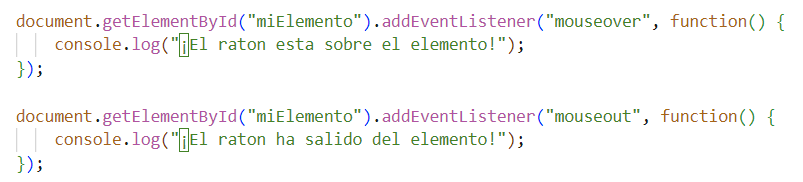 document.getElementById("miElemento").addEventListener("mouseover", function() {
    console.log("¡El raton esta sobre el elemento!");
});

document.getElementById("miElemento").addEventListener("mouseout", function() {
    console.log("¡El raton ha salido del elemento!");
});